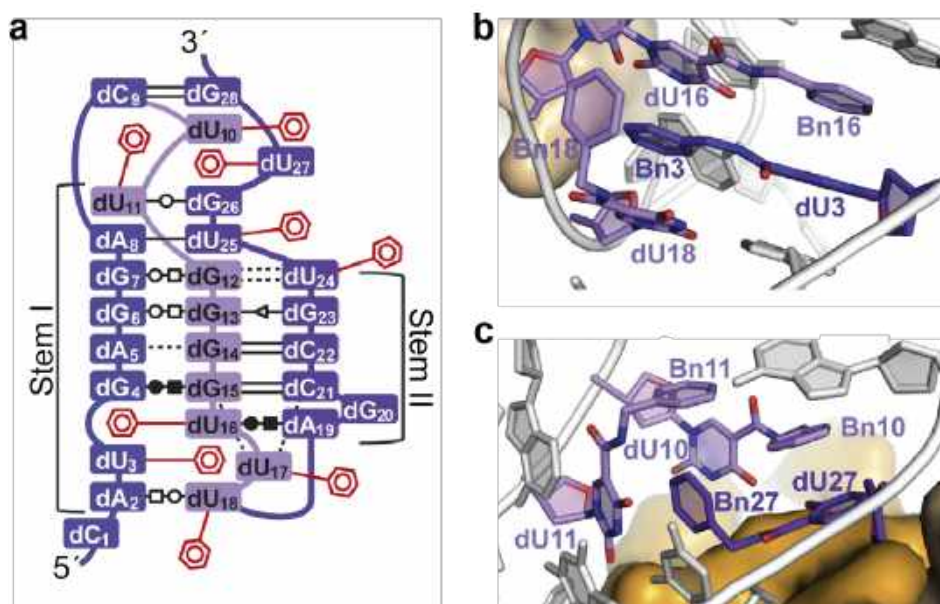 a
3´
dC9 dG28
dU10
dU27
dU11 dG26
dA8 dU25
dG7 dG12 dU24
dG6 dG13 dG23
dA5 dG14 dC22
dG4 dG15 dC21
dU16 dA19 dG20
dU3 dU17
dA2 dU18
dC1
5´
Stem I
Stem II
b
dU16
Bn16
Bn18
Bn3
dU3
dU18
c
Bn11
dU10
Bn10
Bn27
dU27
dU11